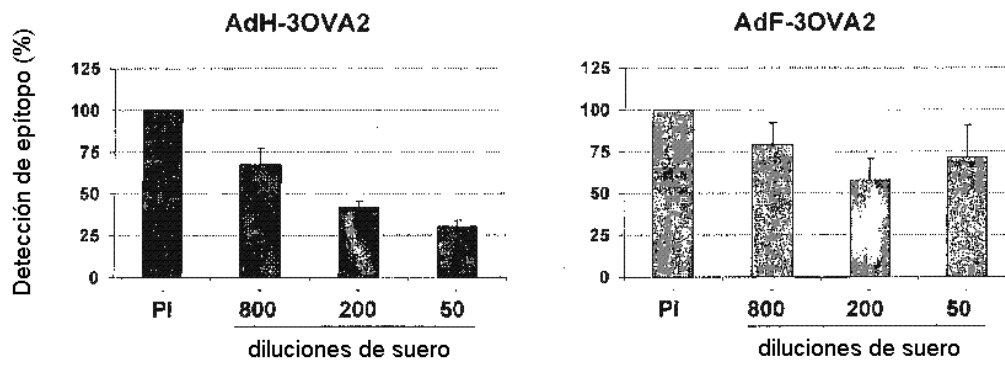 AdH-3OVA2
Detección de epítopo (%)
125
100
75
50
25
0
PI 800 200 50
diluciones de suero
AdF-3OVA2
125
100
75
50
25
0
PI 800 200 50
diluciones de suero